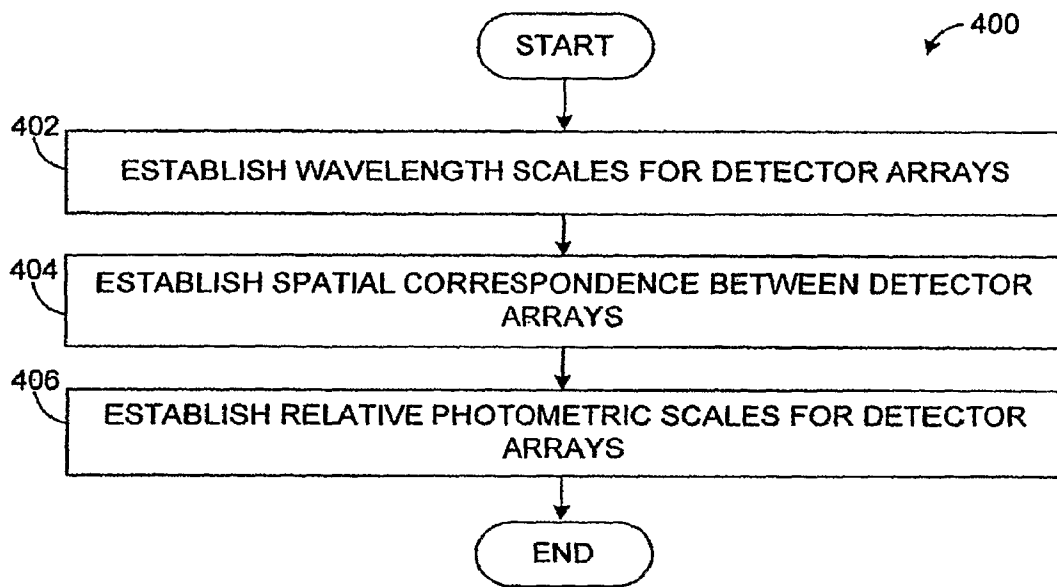 START
400
402
ESTABLISH WAVELENGTH SCALES FOR DETECTOR ARRAYS
404
ESTABLISH SPATIAL CORRESPONDENCE BETWEEN DETECTOR
ARRAYS
406
ESTABLISH RELATIVE PHOTOMETRIC SCALES FOR DETECTOR
ARRAYS
END